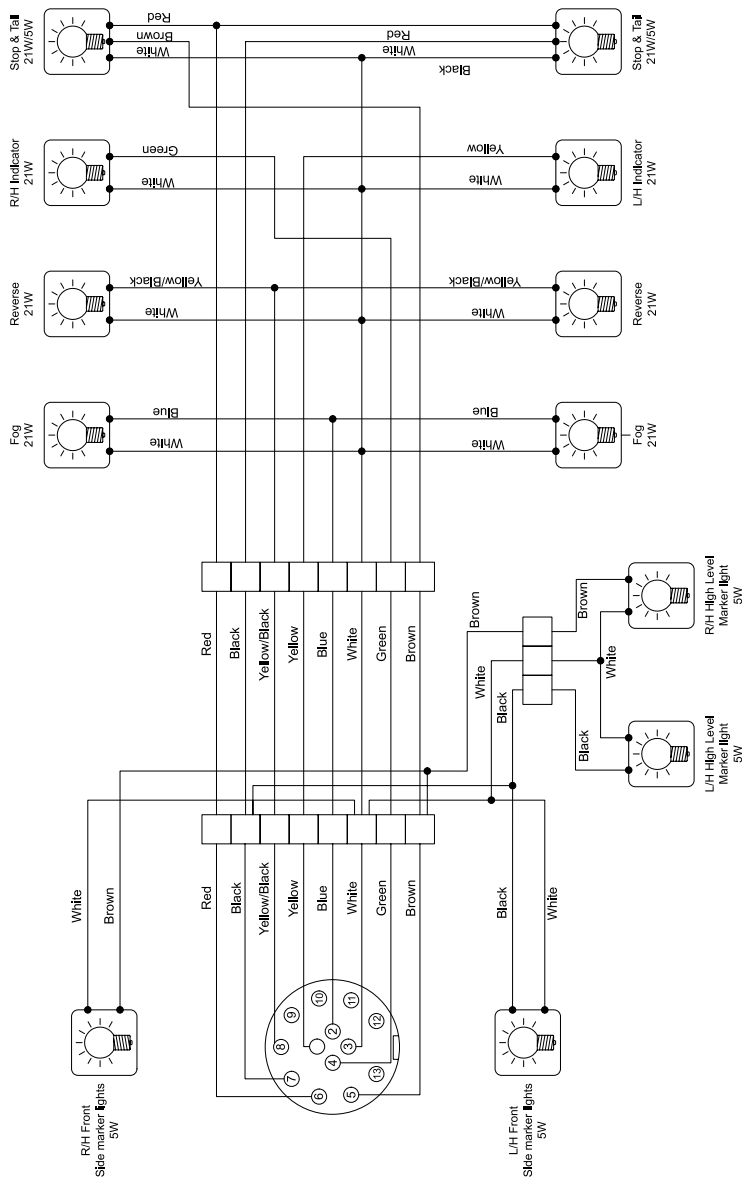 Stop & Tail
21W/5W
Red
Brown
White
Red
White
Black
Stop & Tail
21W/5W
R/H Indicator
21W
Green
White
Yellow
White
L/H Indicator
21W
Reverse
21W
Yellow/Black
White
Yellow/Black
White
Reverse
21W
Fog
21W
Blue
White
Blue
White
Fog
21W
Red
Black
Yellow/Black
Yellow
Blue
White
Green
Brown
Brown
White
Black
Brown
White
Black
R/H High Level
Marker light
5W
L/H High Level
Marker light
5W
White
Brown
Red
Black
Yellow/Black
Yellow
Blue
White
Green
Brown
Black
White
R/H Front
Side marker lights
5W
9
10
11
8
2
12
3
7
4
13
6
5
L/H Front
Side marker lights
5W